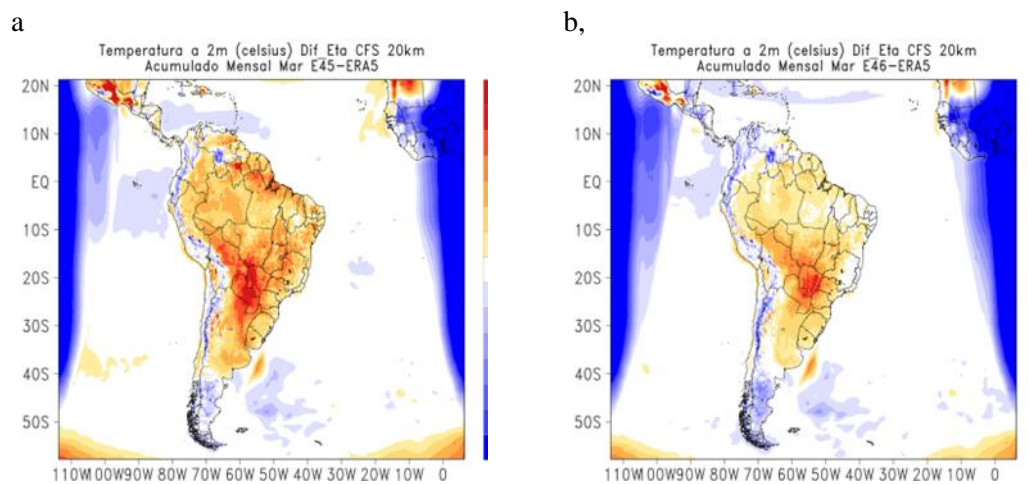 a
b,
Temperatura a 2m (celsius) Dif_Eta CFS 20km
Acumulado Mensal Mar E45-ERA5
20N
10N
EQ
10S
20S
30S
40S
50S
110W100W90W 80W 70W 60W 50W 40W 30W 20W 10W 0
Temperatura a 2m (celsius) Dif_Eta CFS 20km
Acumulado Mensal Mar E46-ERA5
20N
10N
EQ
10S
20S
30S
40S
50S
110W100W90W 80W 70W 60W 50W 40W 30W 20W 10W 0